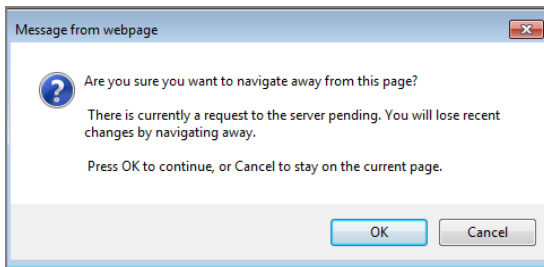 Message from webpage
Are you sure you want to navigate away from this page?
There is currently a request to the server pending. You will lose recent
changes by navigating away.
Press OK to continue, or Cancel to stay on the current page.
OK
Cancel